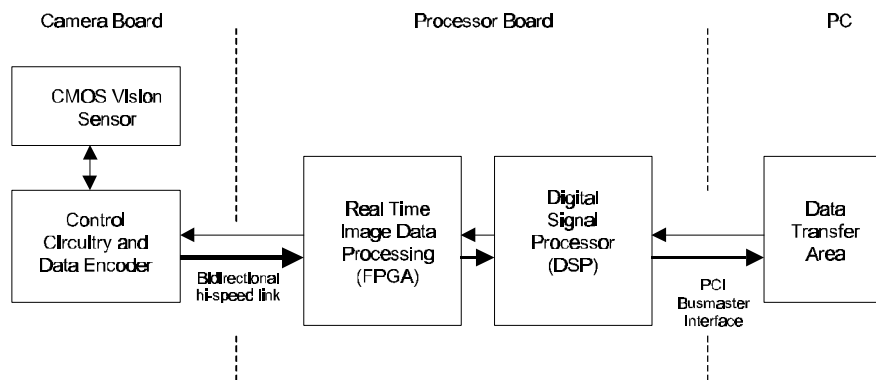 Camera Board
Processor Board
PC
CMOS Vision
Sensor
Control
Circuitry and
Data Encoder
Bidirectional
hi-speed link
Real Time
Image Data
Processing
(FPGA)
Digital
Signal
Processor
(DSP)
PCI
Busmaster
Interface
Data
Transfer
Area